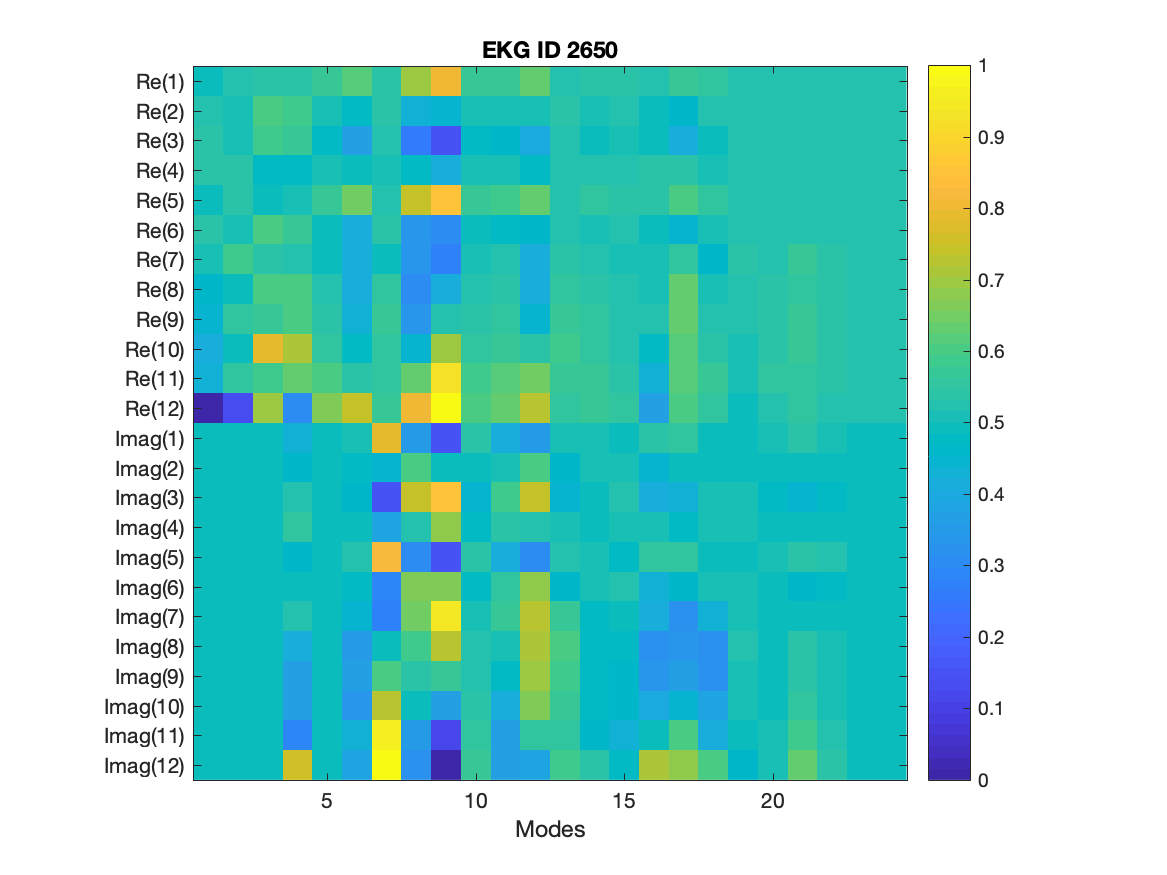 EKG ID 2650
Re(1)
Re(2)
Re(3)
Re(4)
Re(5)
Re(6)
Re(7)
Re(8)
Re(9)
Re(10)
Re(11)
Re(12)
Imag(1)
Imag(2)
Imag(3)
Imag(4)
Imag(5)
Imag(6)
Imag(7)
Imag(8)
Imag(9)
Imag(10)
Imag(11)
Imag(12)
5 10 15 20
Modes
1
0.9
0.8
0.7
0.6
0.5
0.4
0.3
0.2
0.1
0